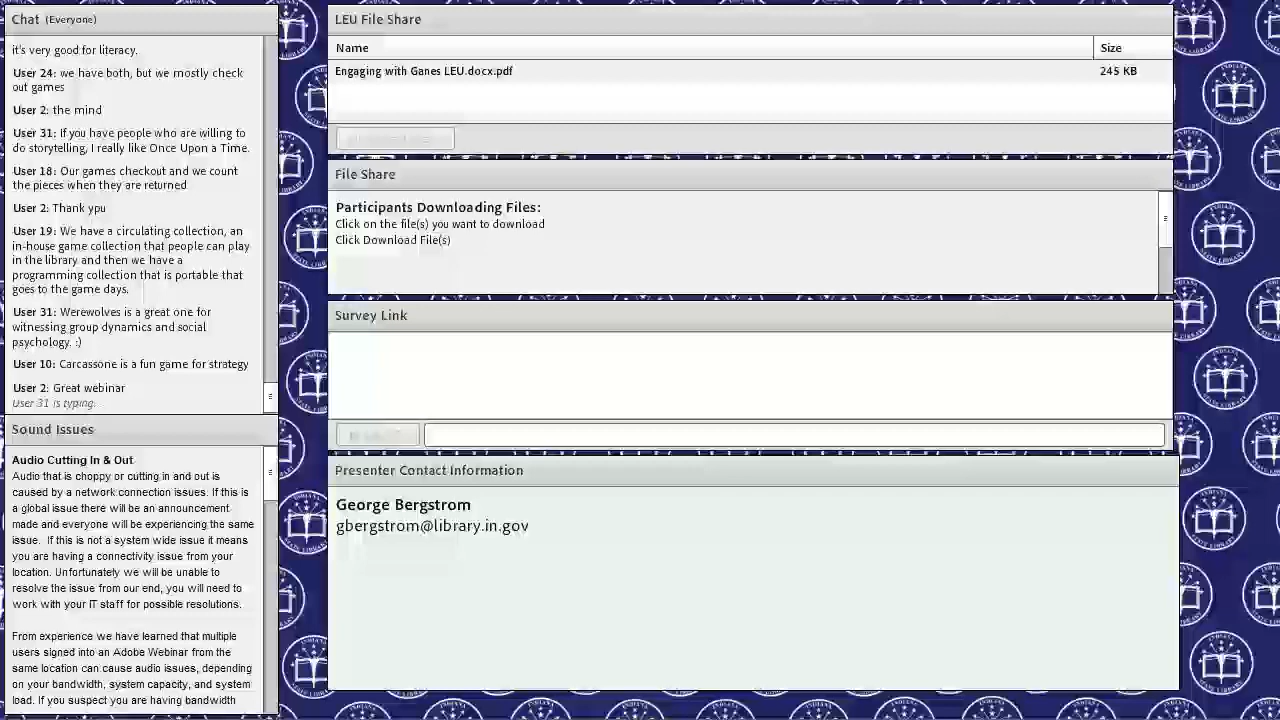 Chat (Everyone)
it's very good for literacy.
User 24: we have both, but we mostly check
out games
User 2: the mind
User 31: If you have people who are willing to
do storytelling, I really like Once Upon a Time.
User 18: Our games checkout and we count
the pieces when they are returned
User 2: Thank ypu
User 19: We have a circulating collection, an
in-house game collection that people can play
in the library and then we have a
programming collection that is portable that
goes to the game days.
User 31: Werewolves is a great one for
witnessing group dynamics and social
psychology. :)
User 10: Carcassone is a fun game for strategy
User 2: Great webinar
User 31 is typing.
Sound Issues
Audio Cutting In & Out
Audio that is choppy or cutting in and out is
caused by a network connection issues. If this is
a global issue there will be an announcement
made and everyone will be experiencing the same
issue. If this is not a system wide issue it means
you are having a connectivity issue from your
location. Unfortunately we will be unable to
resolve the issue from our end, you will need to
work with your IT staff for possible resolutions.
From experience we have learned that multiple
users signed into an Adobe Webinar from the
same location can cause audio issues, depending
on your bandwidth, system capacity, and system
load. If you suspect you are having bandwidth
LEU File Share
Name Size
Engaging with Ganes LEU.docx.pdf 245 KB
File Share
Participants Downloading Files:
Click on the file(s) you want to download
Click Download File(s)
Survey Link
Presenter Contact Information
George Bergstrom
gbergstrom@library.in.gov
INDIANA
STATE LIBRARY